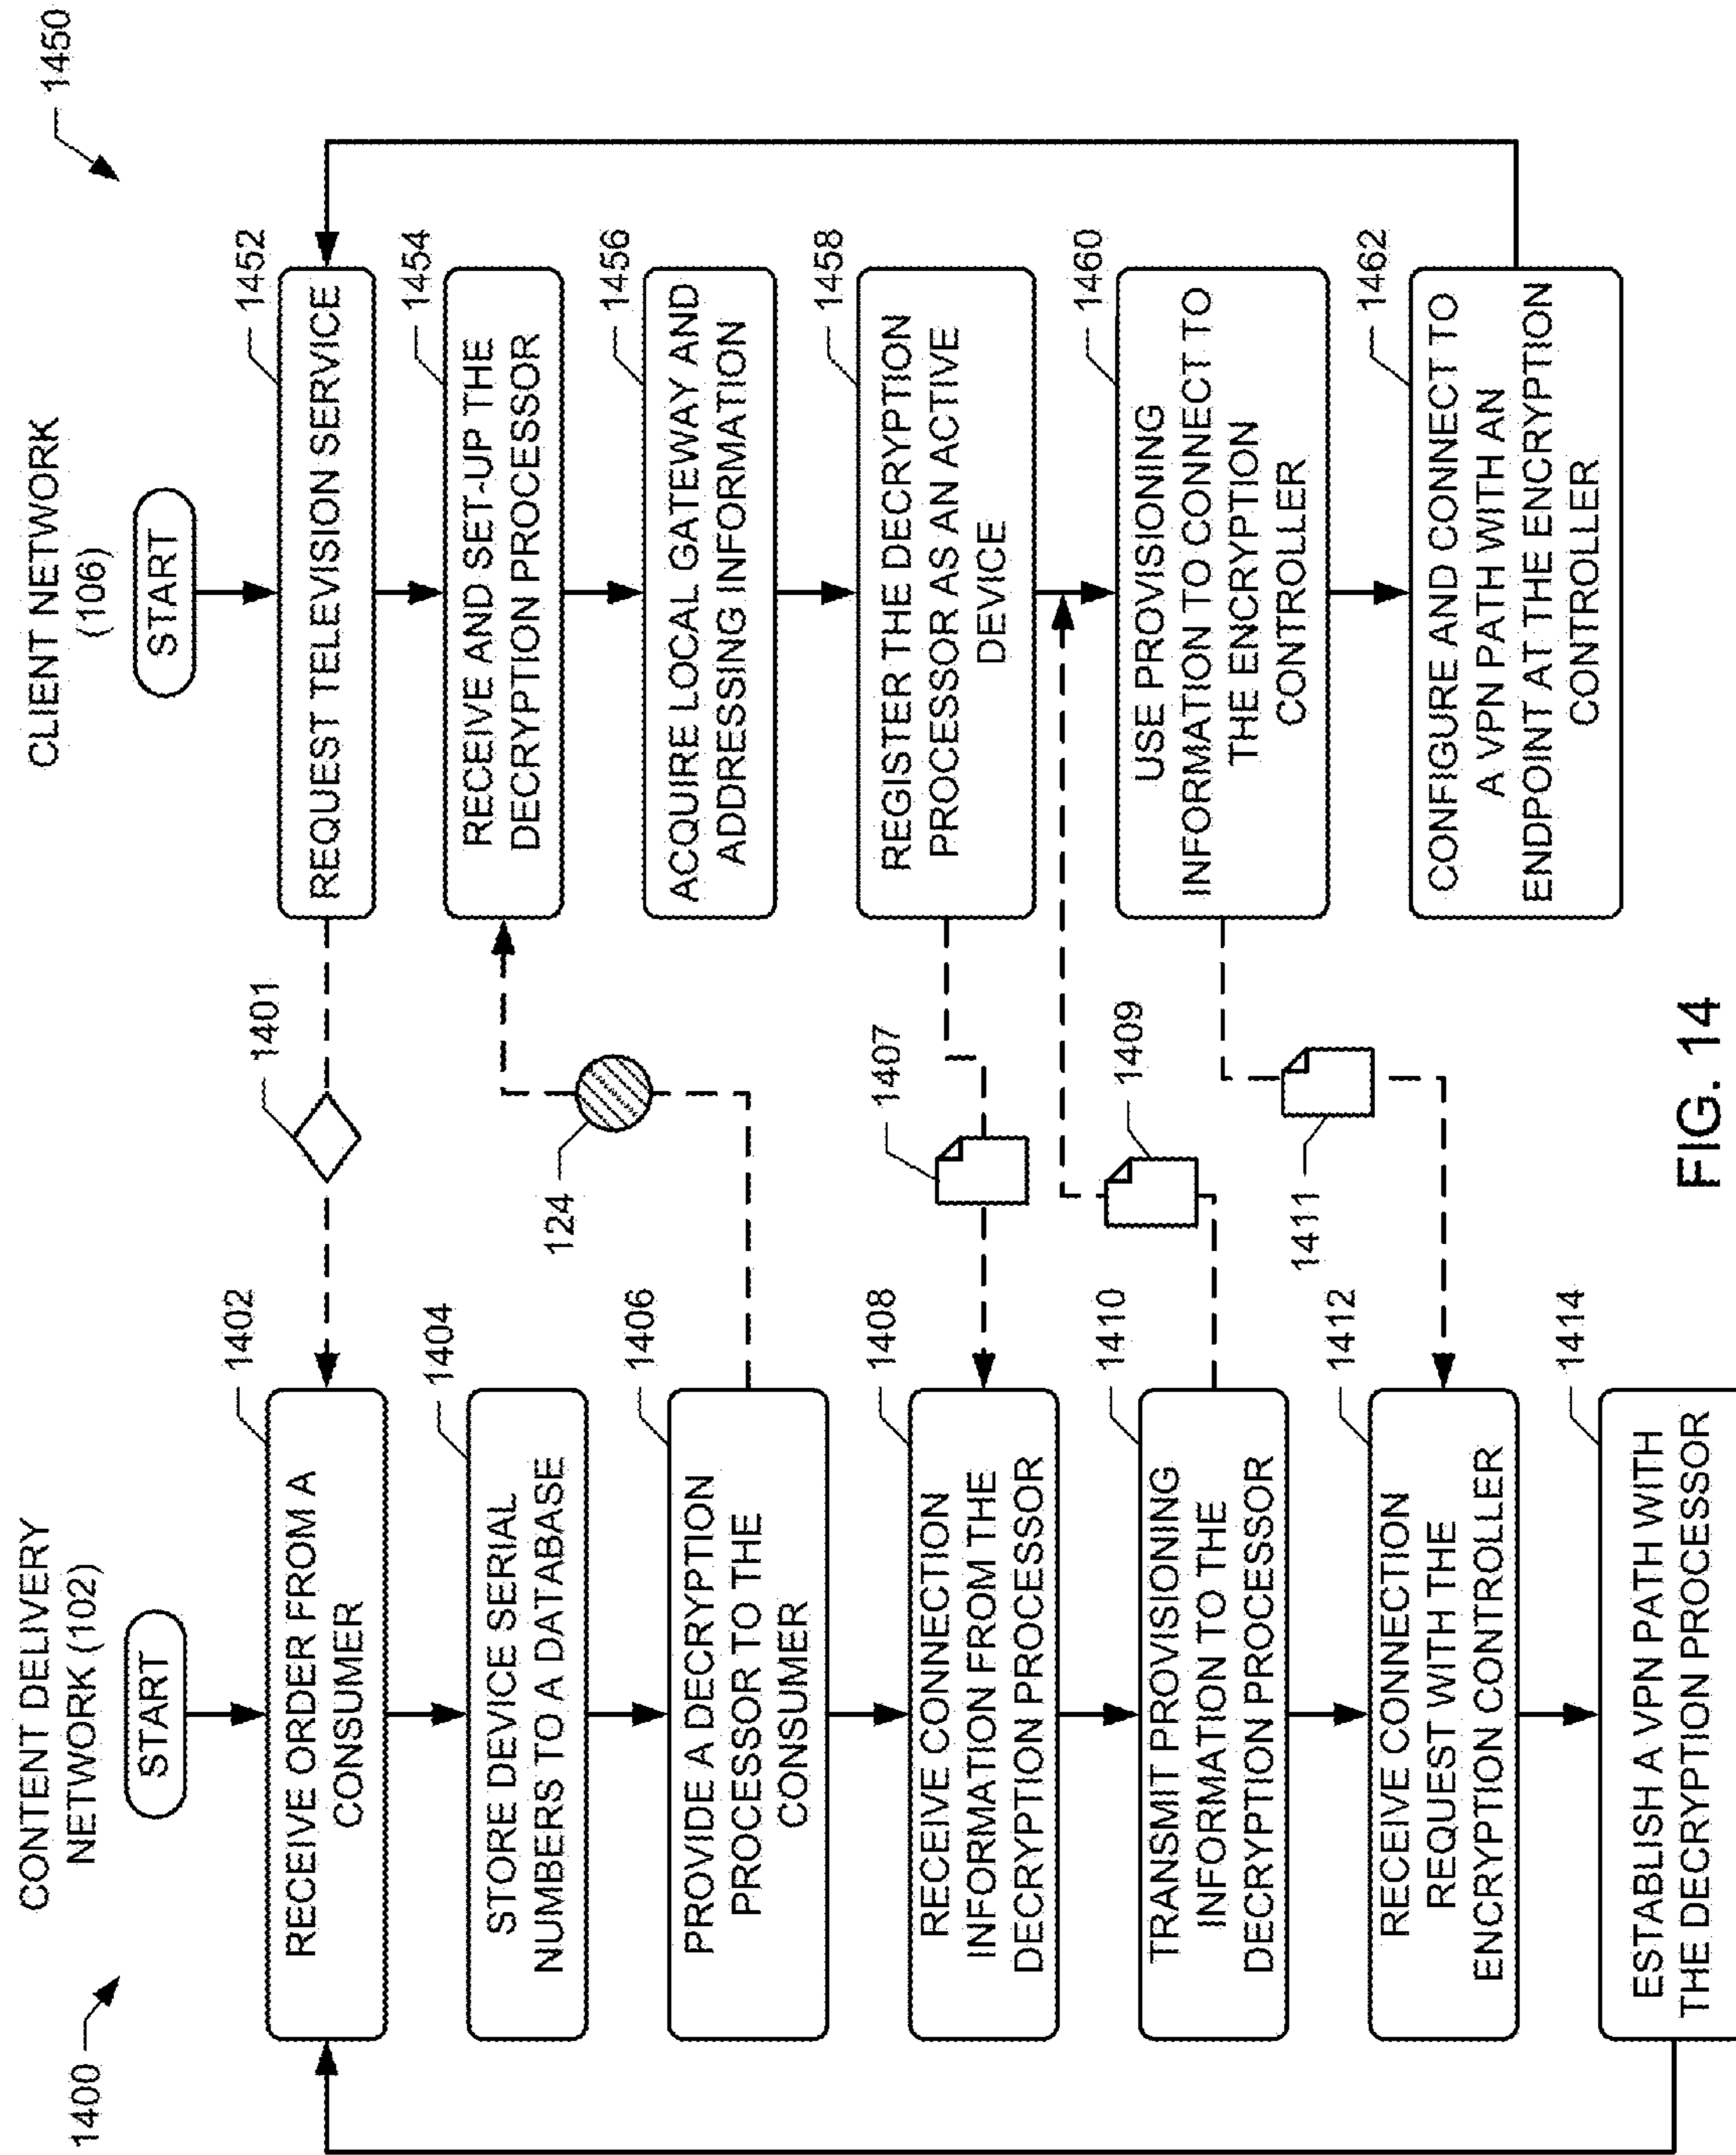 1400
CONTENT DELIVERY
NETWORK (102)
START
RECEIVE ORDER FROM A
CONSUMER
1402
STORE DEVICE SERIAL
NUMBERS TO A DATABASE
1404
PROVIDE A DECRYPTION
PROCESSOR TO THE
CONSUMER
1406
RECEIVE CONNECTION
INFORMATION FROM THE
DECRYPTION PROCESSOR
1408
TRANSMIT PROVISIONING
INFORMATION TO THE
DECRYPTION PROCESSOR
1410
RECEIVE CONNECTION
REQUEST WITH THE
ENCRYPTION CONTROLLER
1412
ESTABLISH A VPN PATH WITH
THE DECRYPTION PROCESSOR
1414
1401
124
1407
1409
1411
1450
CLIENT NETWORK
(106)
START
REQUEST TELEVISION SERVICE
1452
RECEIVE AND SET-UP THE
DECRYPTION PROCESSOR
1454
ACQUIRE LOCAL GATEWAY AND
ADDRESSING INFORMATION
1456
REGISTER THE DECRYPTION
PROCESSOR AS AN ACTIVE
DEVICE
1458
USE PROVISIONING
INFORMATION TO CONNECT TO
THE ENCRYPTION
CONTROLLER
1460
CONFIGURE AND CONNECT TO
A VPN PATH WITH AN
ENDPOINT AT THE ENCRYPTION
CONTROLLER
1462
FIG. 14